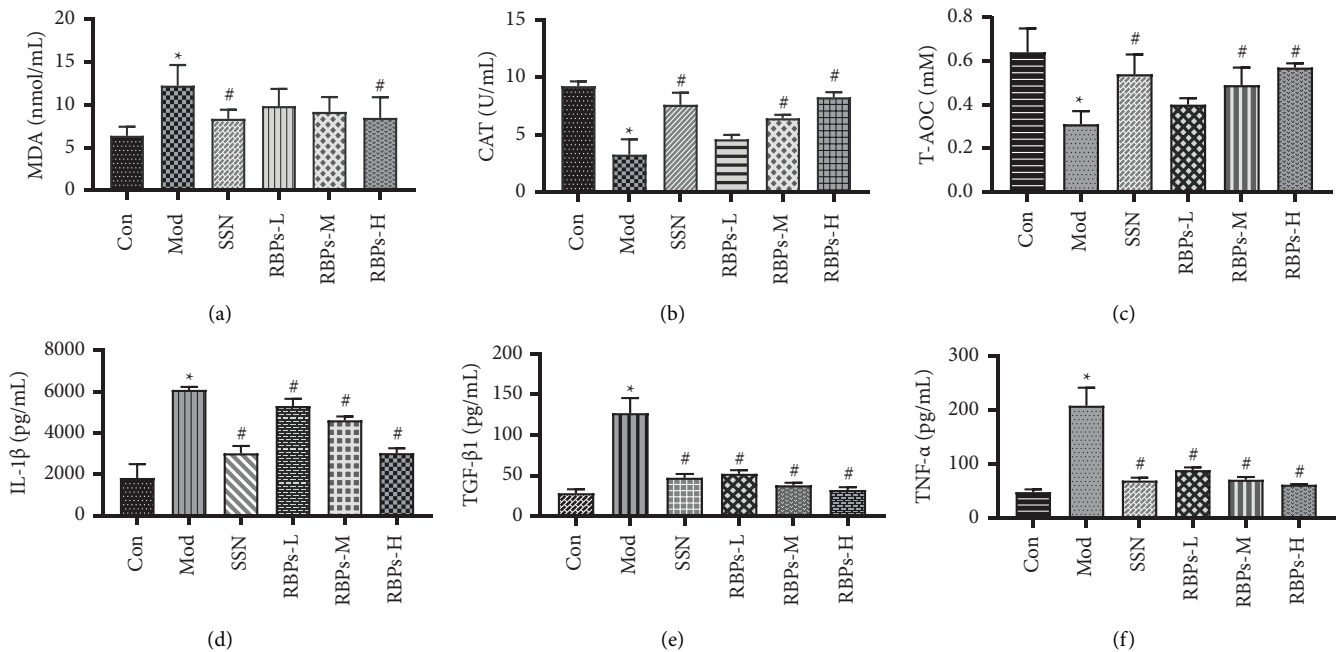 MDA (nmol/mL)
20
15
10
5
0
*
#
#
Con
Mod
SSN
RBPs-L
RBPs-M
RBPs-H
(a)
CAT (U/mL)
15
10
5
0
*
#
#
#
Con
Mod
SSN
RBPs-L
RBPs-M
RBPs-H
(b)
T-AOC (mM)
0.8
0.6
0.4
0.2
0.0
*
#
#
#
Con
Mod
SSN
RBPs-L
RBPs-M
RBPs-H
(c)
IL-1β (pg/mL)
8000
6000
4000
2000
0
*
#
#
#
#
Con
Mod
SSN
RBPs-L
RBPs-M
RBPs-H
(d)
TGF-β1 (pg/mL)
200
150
100
50
0
*
#
#
#
#
Con
Mod
SSN
RBPs-L
RBPs-M
RBPs-H
(e)
TNF-α (pg/mL)
300
200
100
0
*
#
#
#
#
Con
Mod
SSN
RBPs-L
RBPs-M
RBPs-H
(f)